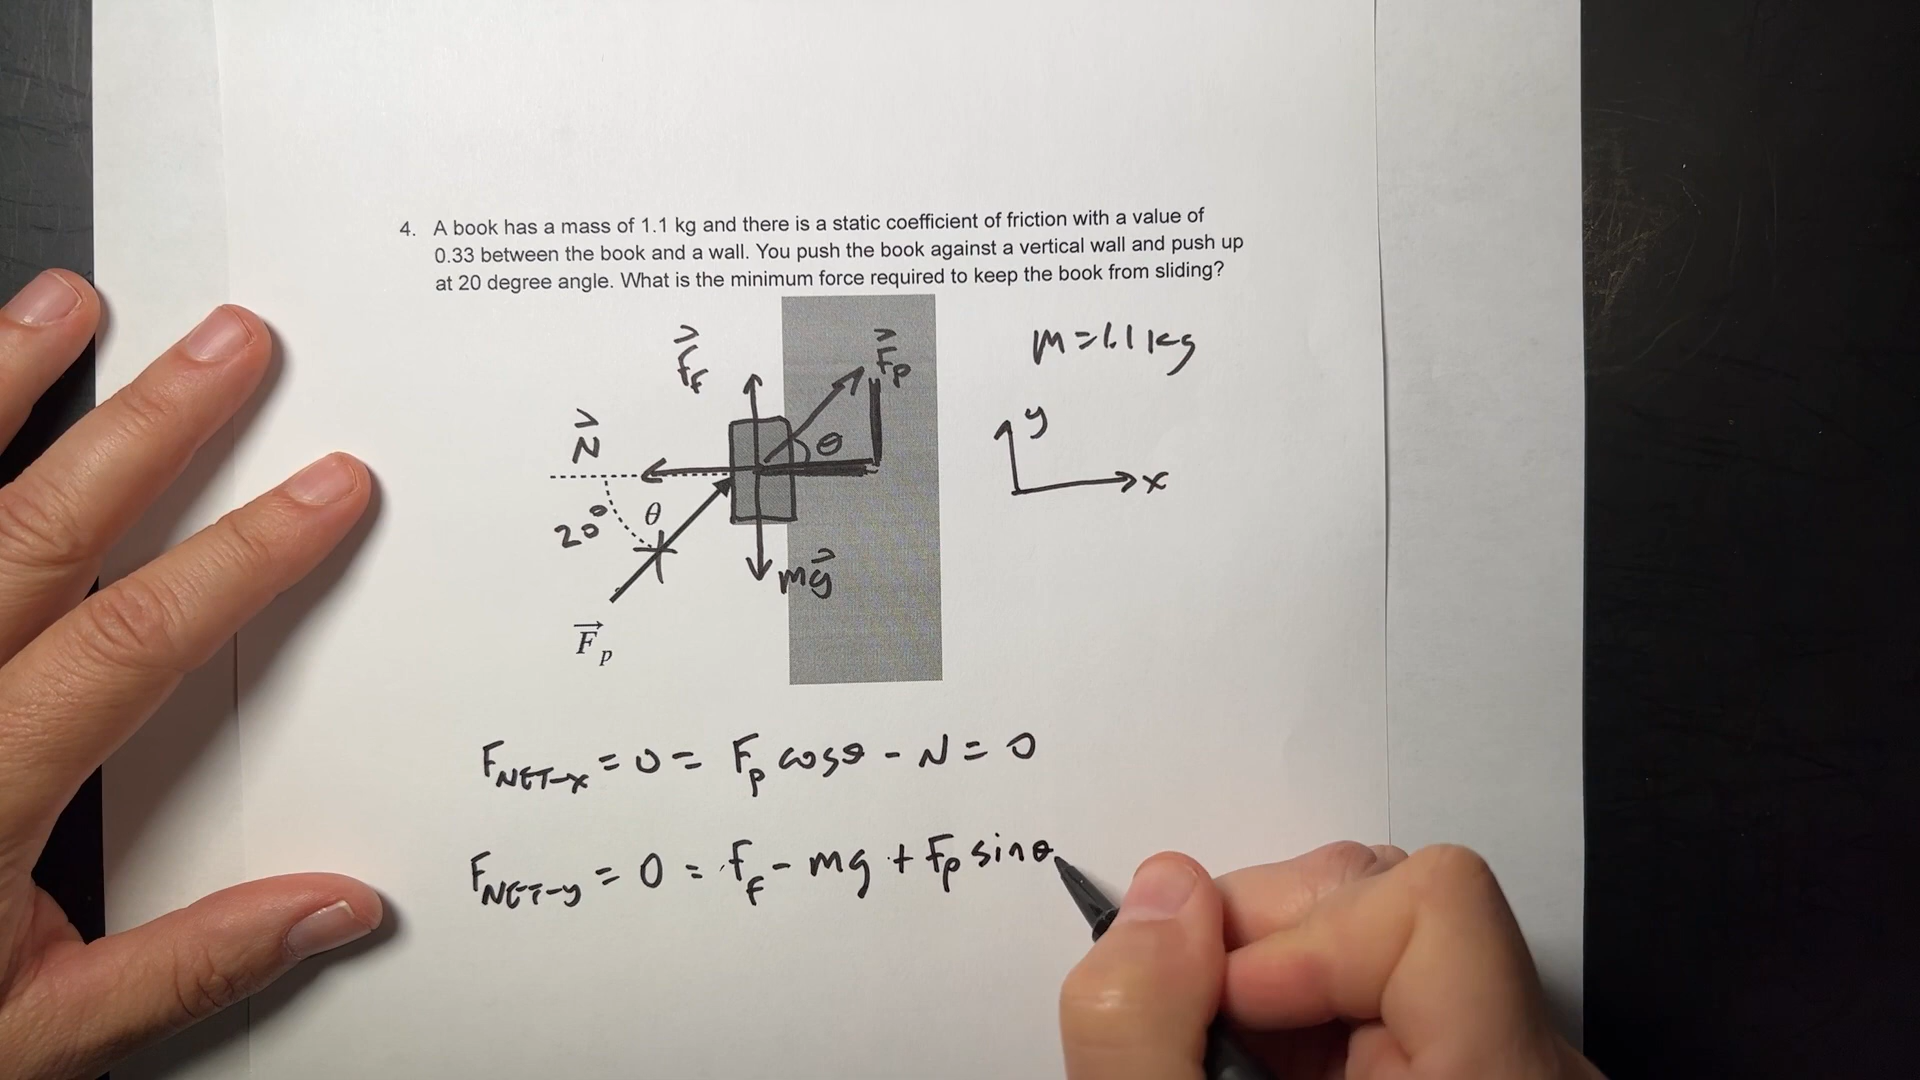 4. A book has a mass of 1.1 kg and there is a static coefficient of friction with a value of
0.33 between the book and a wall. You push the book against a vertical wall and push up
at 20 degree angle. What is the minimum force required to keep the book from sliding?
F⃗f
F⃗p
m = 1.1 kg
N⃗
θ
y
x
20°
θ
mg⃗
F⃗p
FNET-x = 0 = Fp cosθ - N = 0
FNET-y = 0 = Ff - mg + Fp sinθ